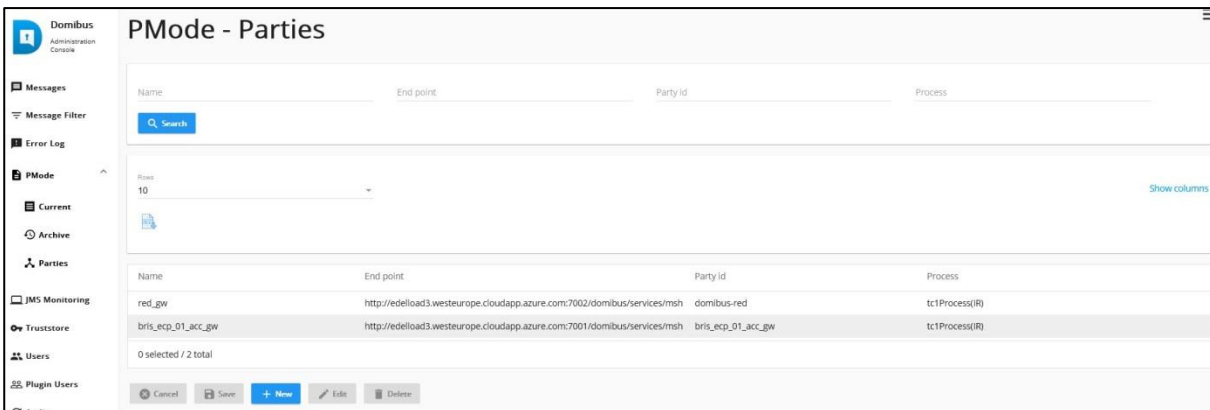 Domibus
Administration
Console
PMode - Parties
Messages
Message Filter
Error Log
PMode
Current
Archive
Parties
JMS Monitoring
Truststore
Users
Plugin Users
Name End point Party id Process
Search
Rows
10
Show columns
Name End point Party id Process
red_gw http://edelload3.westeurope.cloudapp.azure.com:7002/domibus/services/msh domibus-red tc1Process(IR)
bris_ecp_01_acc_gw http://edelload3.westeurope.cloudapp.azure.com:7001/domibus/services/msh bris_ecp_01_acc_gw tc1Process(IR)
0 selected / 2 total
Cancel Save + New Edit Delete